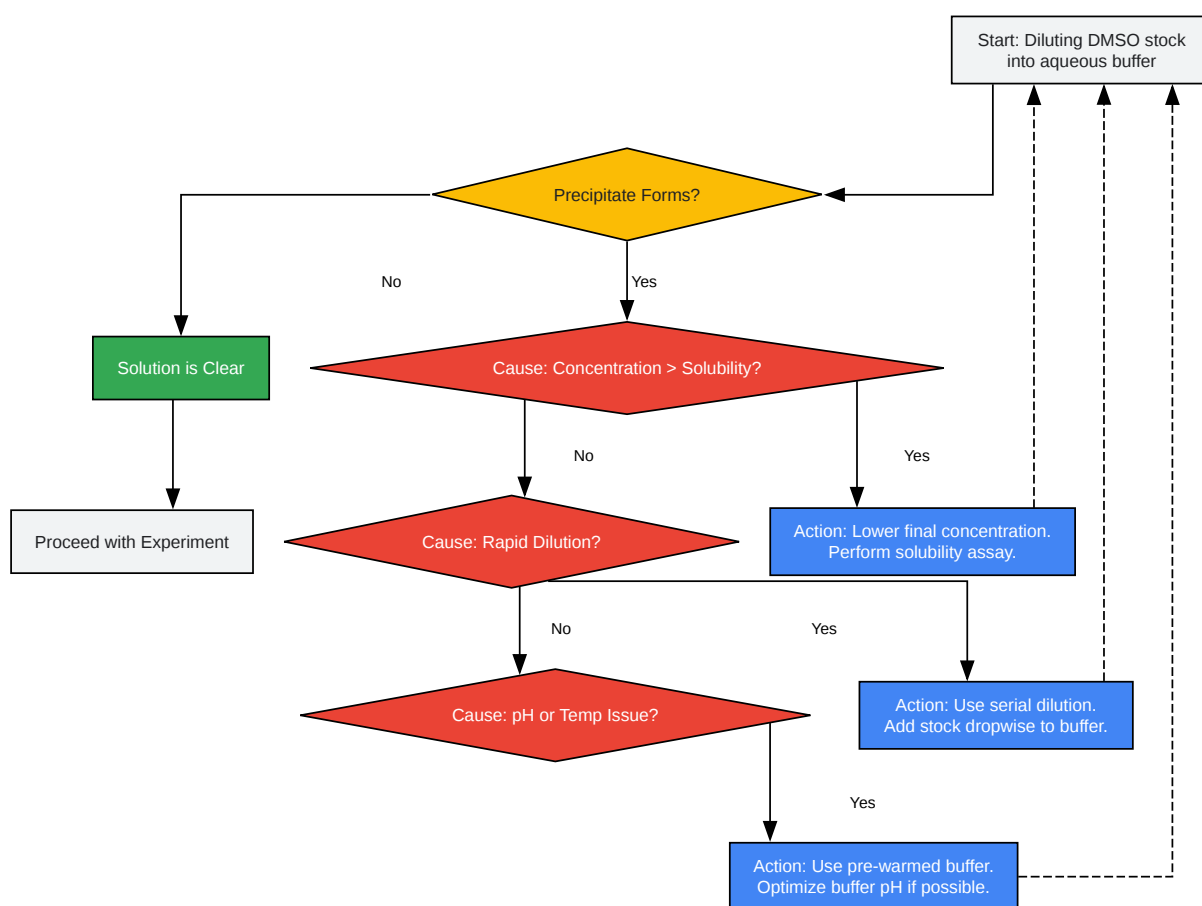 Start: Diluting DMSO stock
into aqueous buffer
Precipitate Forms?
No
Yes
Solution is Clear
Cause: Concentration > Solubility?
No
Yes
Proceed with Experiment
Cause: Rapid Dilution?
Action: Lower final concentration.
Perform solubility assay.
No
Yes
Cause: pH or Temp Issue?
Action: Use serial dilution.
Add stock dropwise to buffer.
Yes
Action: Use pre-warmed buffer.
Optimize buffer pH if possible.